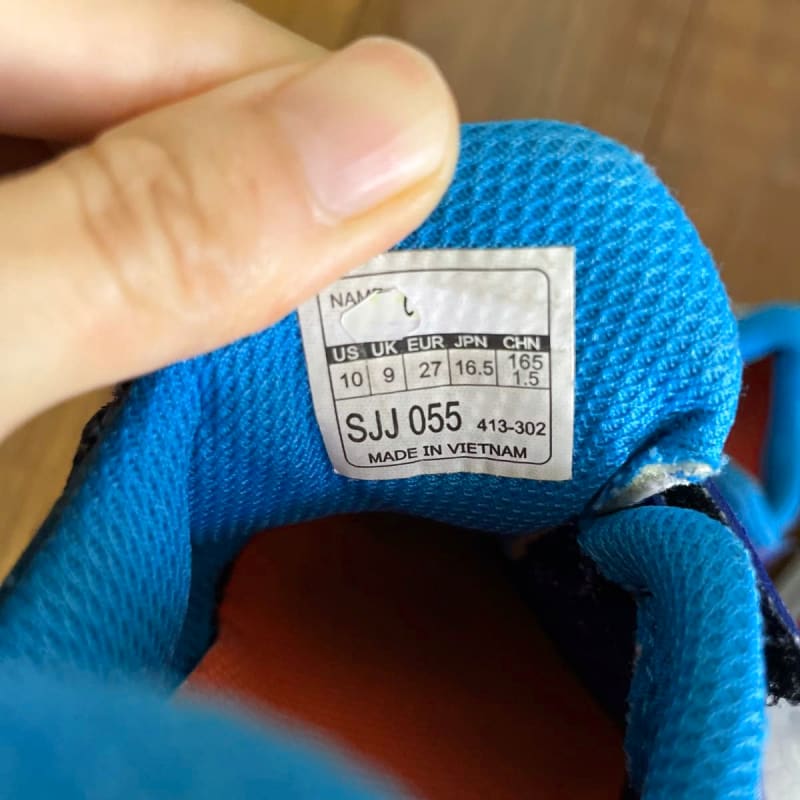 NAME
US UK EUR JPN CHN
10 9 27 16.5 165
1.5
SJJ 055 413-302
MADE IN VIETNAM